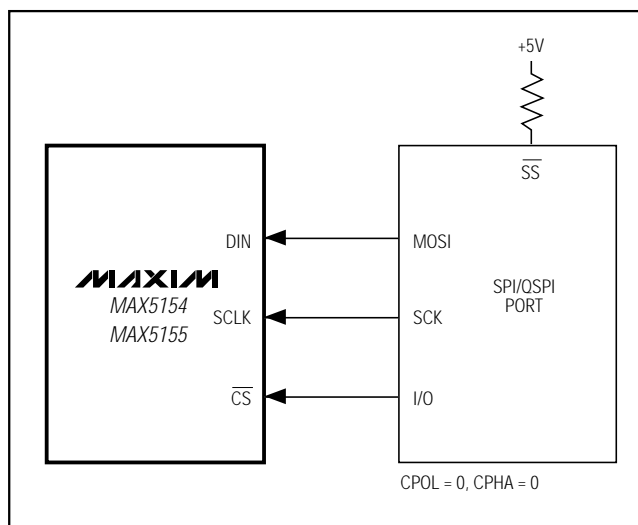 +5V
SS
DIN
MOSI
MAXIM
MAX5154
MAX5155
SPI/QSPI
PORT
SCLK
SCK
CS
I/O
CPOL = 0, CPHA = 0